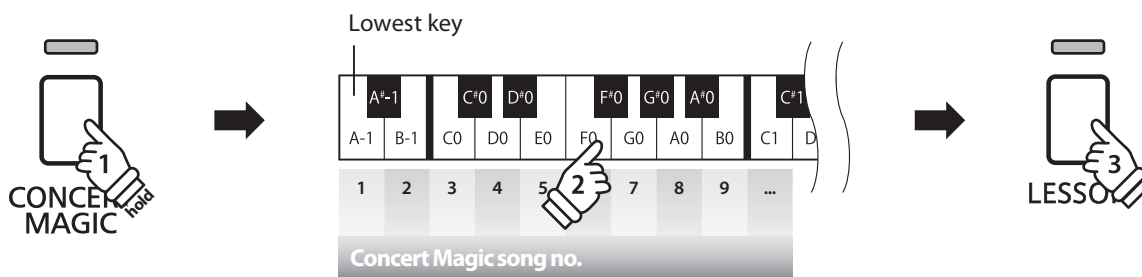 Lowest key
A#-1 C#0 D#0 F#0 G#0 A#0 C#1
A-1 B-1 C0 D0 E0 F0 G0 A0 B0 C1 D
1 2 3 4 5 2 7 8 9 ...
Concert Magic song no.
1
hold
CONCE
MAGIC
3
LESSO